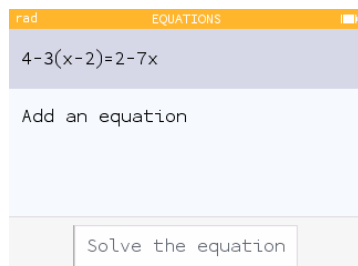 rad EQUATIONS
4-3(x-2)=2-7x
Add an equation
Solve the equation